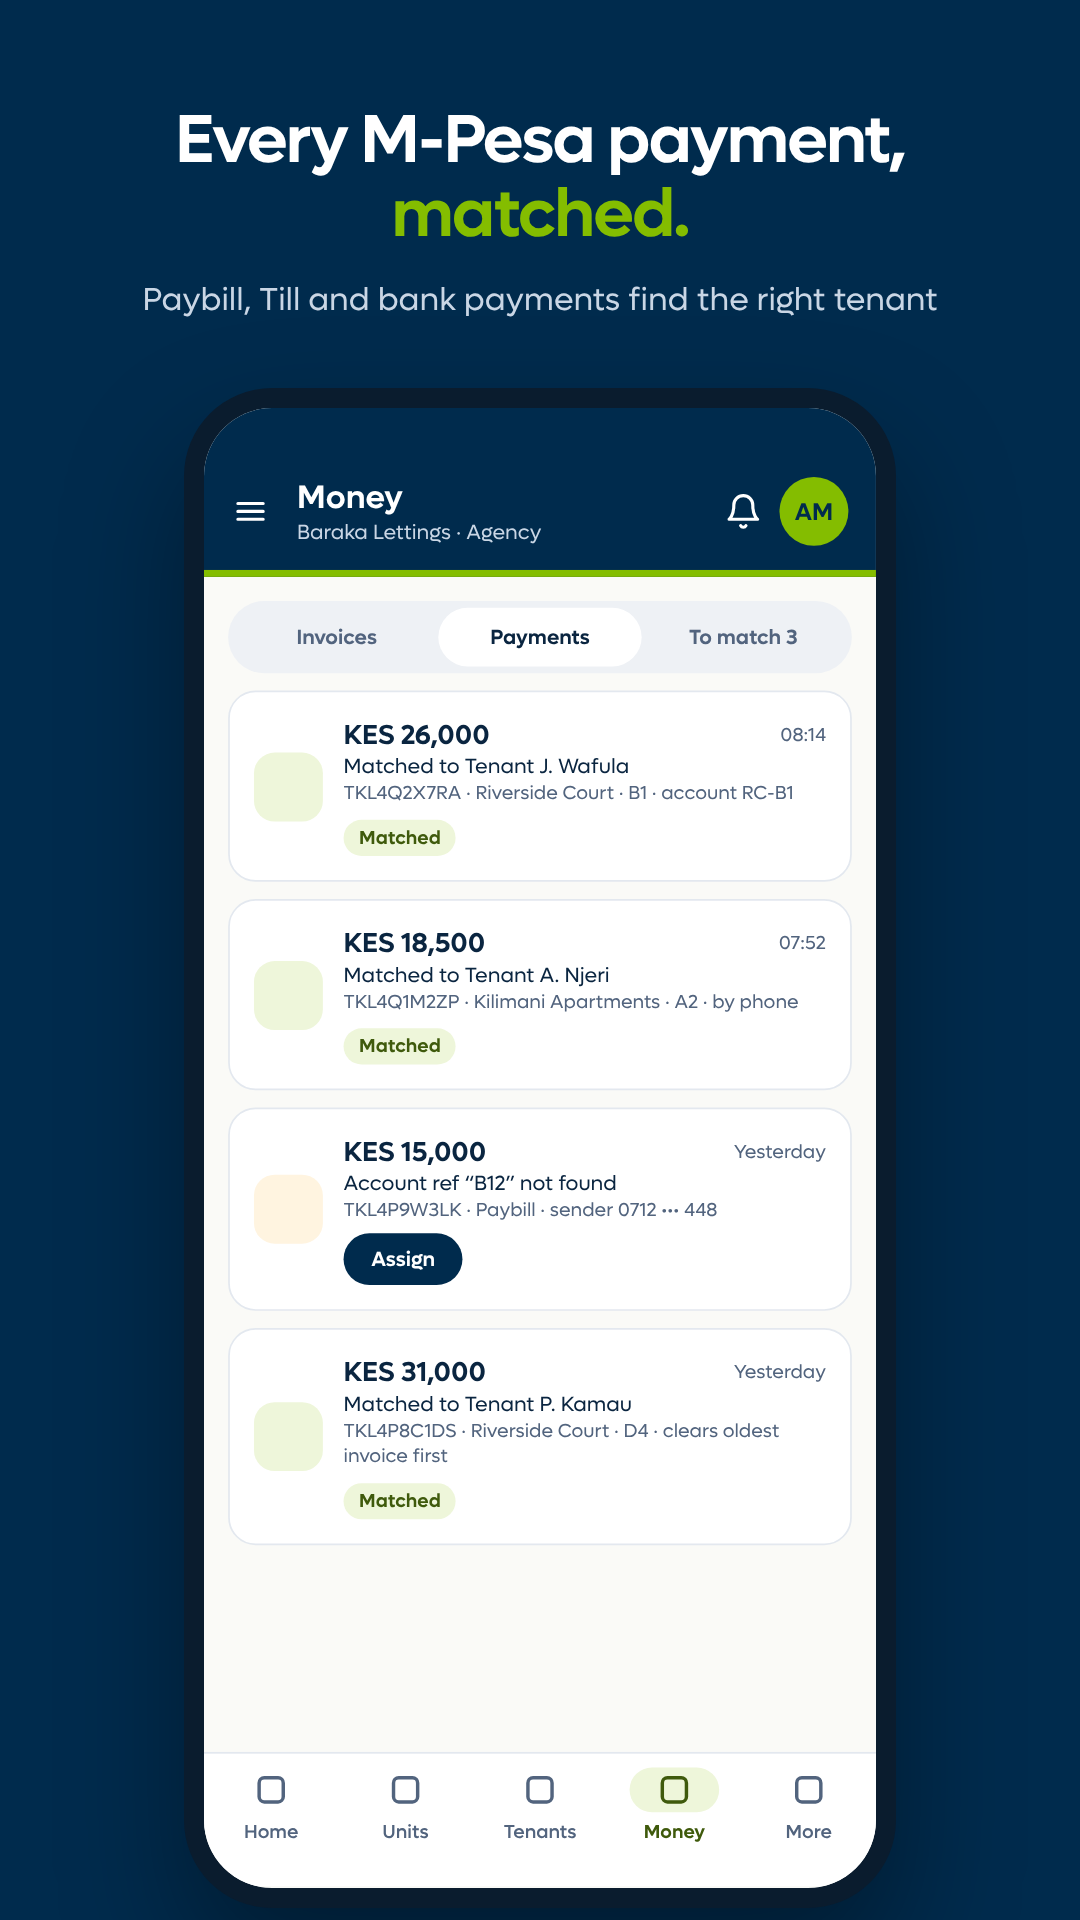 Every M-Pesa payment,
matched.
Paybill, Till and bank payments find the right tenant
Money
Baraka Lettings · Agency
AM
Invoices
Payments
To match 3
KES 26,000
08:14
Matched to Tenant J. Wafula
TKL4Q2X7RA · Riverside Court · B1 · account RC-B1
Matched
KES 18,500
07:52
Matched to Tenant A. Njeri
TKL4Q1M2ZP · Kilimani Apartments · A2 · by phone
Matched
KES 15,000
Yesterday
Account ref “B12” not found
TKL4P9W3LK · Paybill · sender 0712 ••• 448
Assign
KES 31,000
Yesterday
Matched to Tenant P. Kamau
TKL4P8C1DS · Riverside Court · D4 · clears oldest
invoice first
Matched
Home
Units
Tenants
Money
More